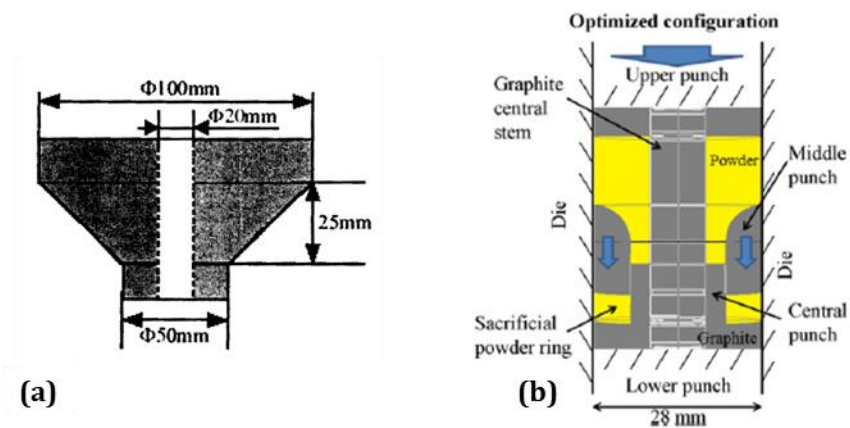 Φ100mm
Φ20mm
25mm
Φ50mm
(a)
Optimized configuration
Upper punch
Graphite
central
stem
Powder
Middle
punch
Die
Die
Sacrificial
powder ring
Central
punch
Graphite
Lower punch
28 mm
(b)